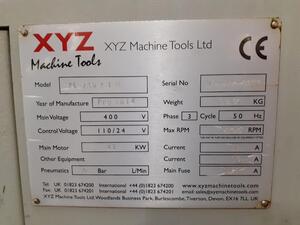 XYZ
XYZ Machine Tools Ltd
CE
Machine Tools
Model
Serial No
Year of Manufacture
Weight KG
Main Voltage 400 V
Phase 3 Cycle 50 Hz
Control Voltage 110/24 V
Max RPM RPM
Main Motor KW
Current A
Other Equipment
Current A
Pneumatics Bar L/Min
Main Fuse A
Tel: UK 01823 674200 International +44 (0)1823 674200
Fax: UK 01823 674201 International +44 (0)1823 674201
www.xyzmachinetools.com
email: sales@xyzmachinetools.com
XYZ Machine Tools Ltd Woodlands Business Park, Burlescombe, Tiverton, Devon, EX16 7LL UK